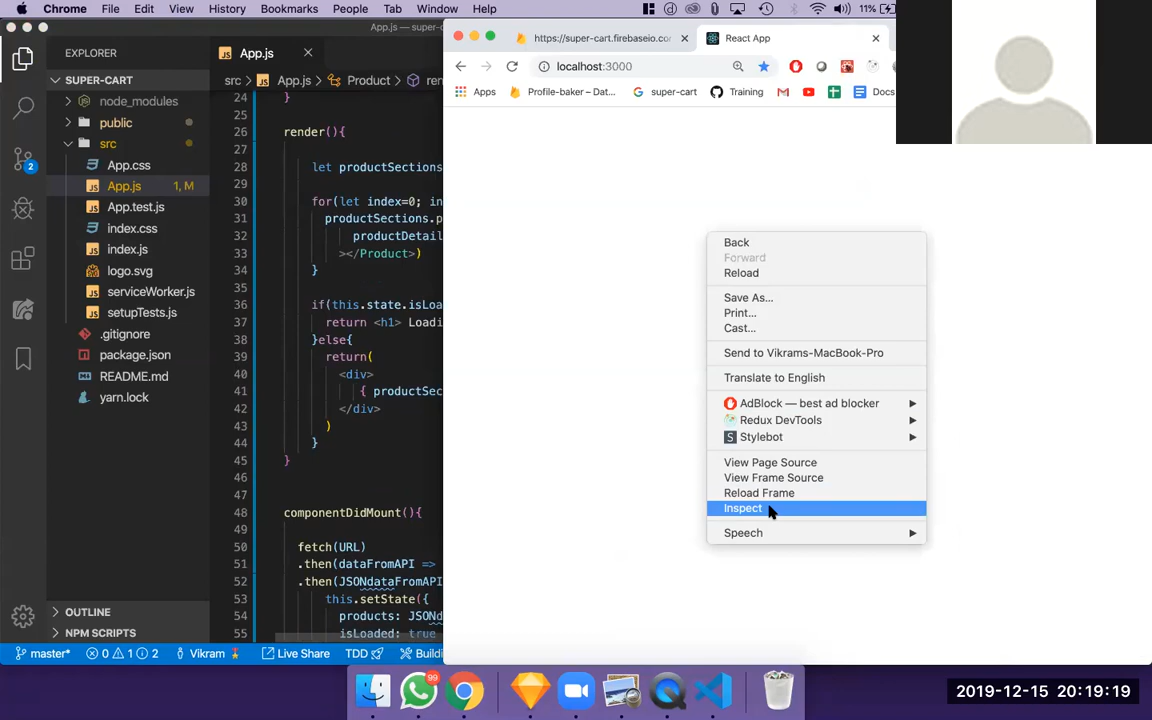 Chrome File Edit View History Bookmarks People Tab Window Help 11%
App.js — super-c
EXPLORER
SUPER-CART
node_modules
public
src
App.css
App.js 1, M
App.test.js
index.css
index.js
logo.svg
serviceWorker.js
setupTests.js
.gitignore
package.json
README.md
yarn.lock
OUTLINE
NPM SCRIPTS
2
App.js
src > App.js > Product > ren
24 }
25
26 render(){
27
28 let productSections
29
30 for(let index=0; in
31 productSections.p
32 productDetail
33 ></Product>)
34 }
35
36 if(this.state.isLoa
37 return <h1> Loadi
38 }else{
39 return(
40 <div>
41 { productSec
42 </div>
43 )
44 }
45 }
46
47
48 componentDidMount(){
49
50 fetch(URL)
51 .then(dataFromAPI =>
52 .then(JSONdataFromAPI
53 this.setState({
54 products: JSONd
55 isLoaded: true
master* 0 1 2 Vikram Live Share TDD Buildi
https://super-cart.firebaseio.cor
React App
localhost:3000
Apps Profile-baker – Dat... super-cart Training Docs
Back
Forward
Reload
Save As...
Print...
Cast...
Send to Vikrams-MacBook-Pro
Translate to English
AdBlock — best ad blocker
Redux DevTools
Stylebot
View Page Source
View Frame Source
Reload Frame
Inspect
Speech
99
2019-12-15 20:19:19